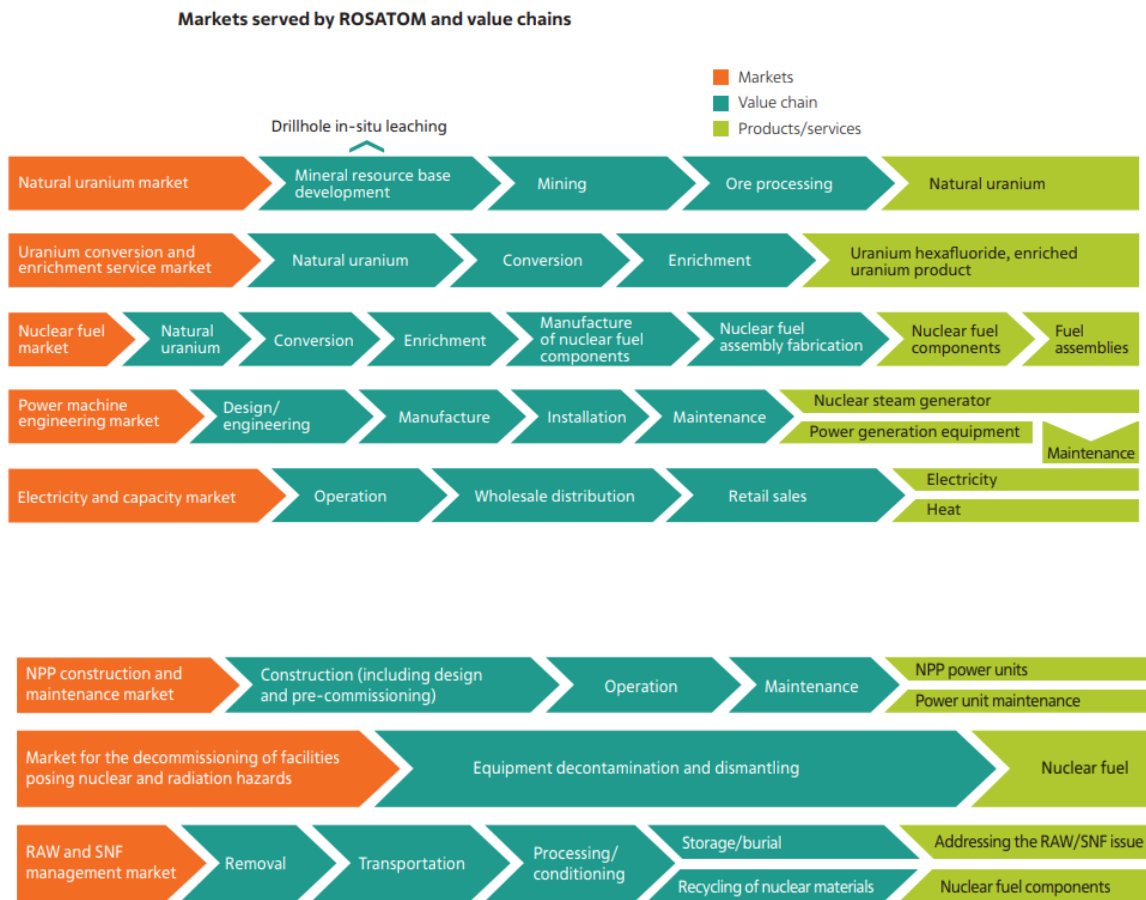 Markets served by ROSATOM and value chains
Markets
Value chain
Products/services
Drillhole in-situ leaching
Natural uranium market
Mineral resource base
development
Mining
Ore processing
Natural uranium
Uranium conversion and
enrichment service market
Natural uranium
Conversion
Enrichment
Uranium hexafluoride, enriched
uranium product
Nuclear fuel
market
Natural
uranium
Conversion
Enrichment
Manufacture
of nuclear fuel
components
Nuclear fuel
assembly fabrication
Nuclear fuel
components
Fuel
assemblies
Power machine
engineering market
Design/
engineering
Manufacture
Installation
Maintenance
Nuclear steam generator
Power generation equipment
Maintenance
Electricity and capacity market
Operation
Wholesale distribution
Retail sales
Electricity
Heat
NPP construction and
maintenance market
Construction (including design
and pre-commissioning)
Operation
Maintenance
NPP power units
Power unit maintenance
Market for the decommissioning of facilities
posing nuclear and radiation hazards
Equipment decontamination and dismantling
Nuclear fuel
RAW and SNF
management market
Removal
Transportation
Processing/
conditioning
Storage/burial
Recycling of nuclear materials
Addressing the RAW/SNF issue
Nuclear fuel components